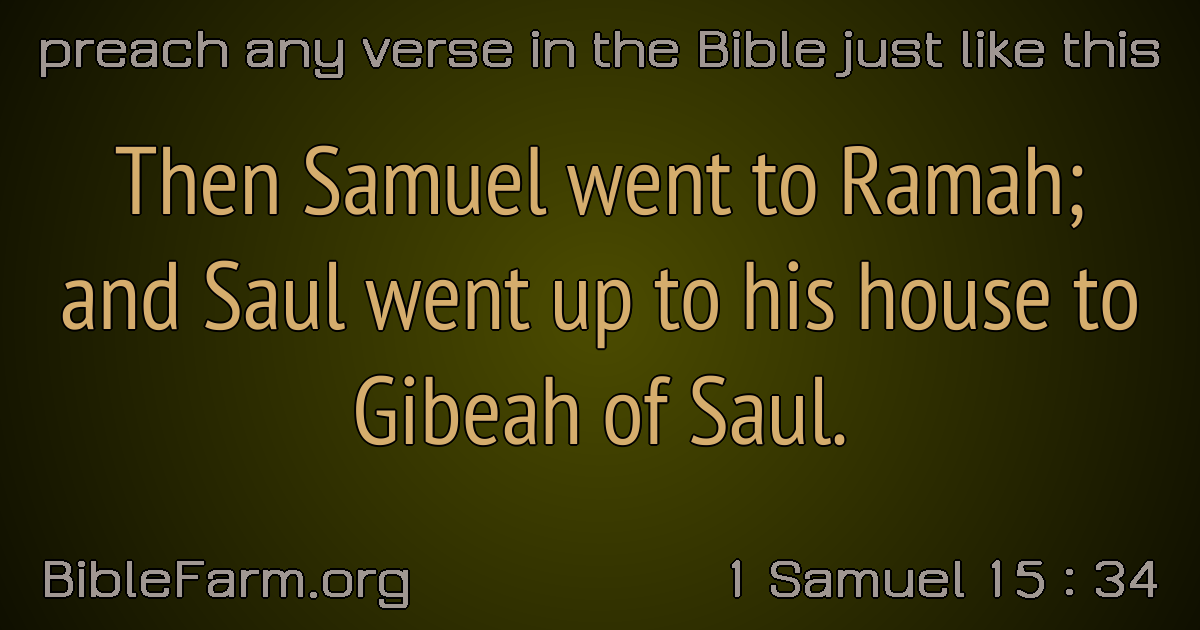 preach any verse in the Bible just like this
Then Samuel went to Ramah;
and Saul went up to his house to
Gibeah of Saul.
BibleFarm.org
1 Samuel 15 : 34